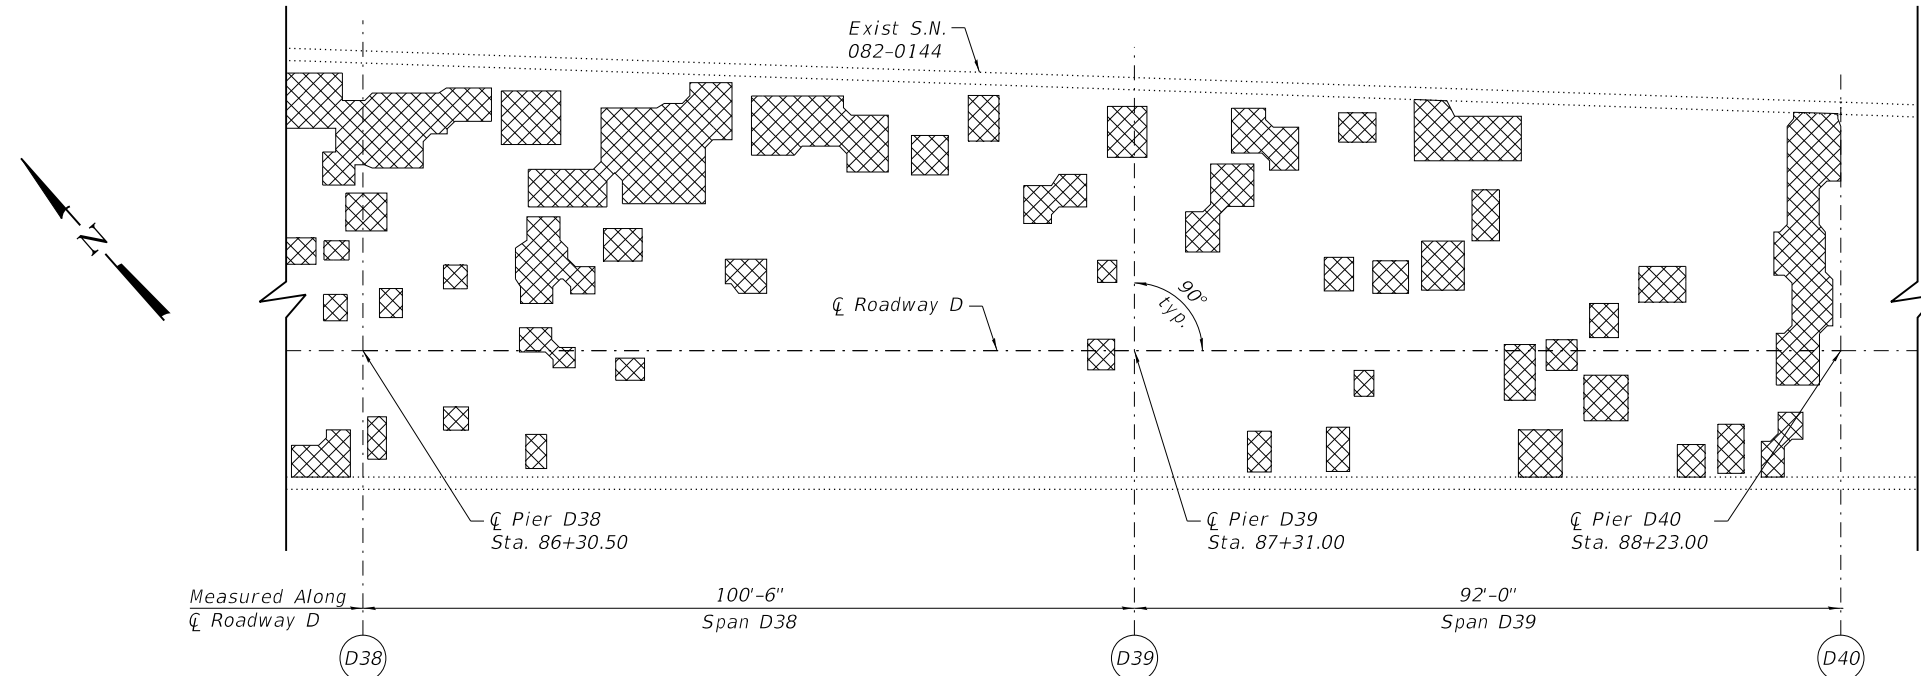 Exist S.N.
082-0144
N
℄ Roadway D
90°
typ.
℄ Pier D38
Sta. 86+30.50
℄ Pier D39
Sta. 87+31.00
℄ Pier D40
Sta. 88+23.00
Measured Along
℄ Roadway D
100'-6"
Span D38
92'-0"
Span D39
D38
D39
D40